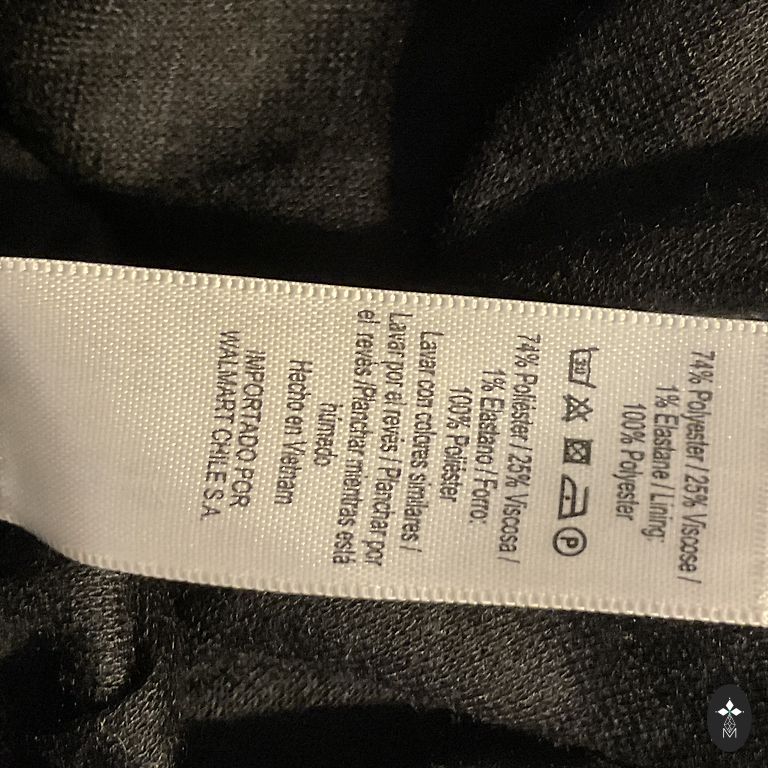 74% Polyester / 25% Viscose /
1% Elastane / Lining:
100% Polyester
30
P
74% Poliéster / 25% Viscosa /
1% Elastano / Forro:
100% Poliéster
Lavar con colores similares /
Lavar por el revés / Planchar por
el revés /Planchar mientras está
húmedo
Hecho en Vietnam
IMPORTADO POR
WALMART CHILE S.A.
M